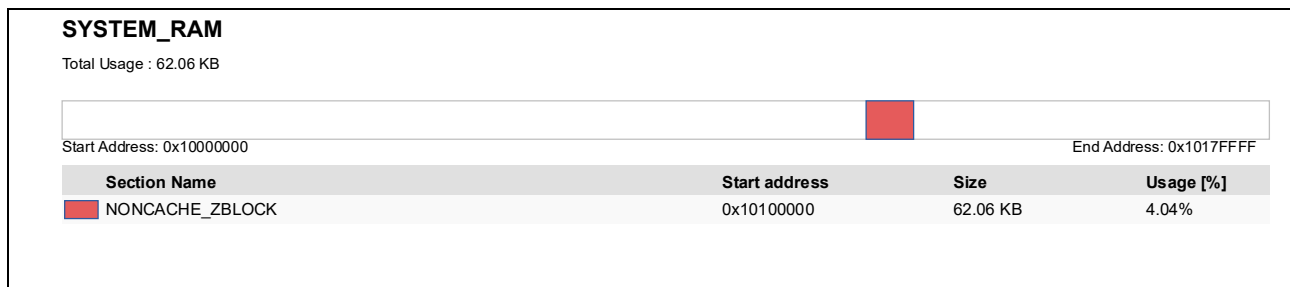 SYSTEM_RAM
Total Usage : 62.06 KB
Start Address: 0x10000000 End Address: 0x1017FFFF
Section Name Start address Size Usage [%]
NONCACHE_ZBLOCK 0x10100000 62.06 KB 4.04%